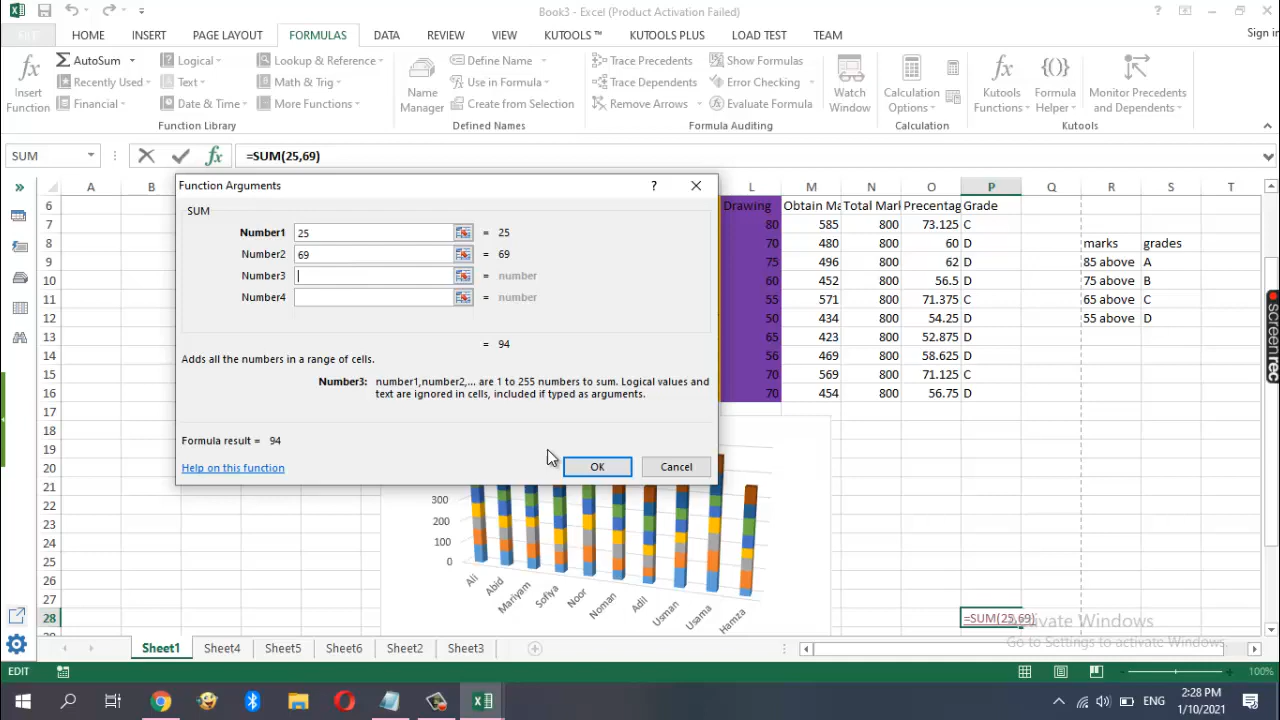 Book3 - Excel (Product Activation Failed)
?
FILE HOME INSERT PAGE LAYOUT FORMULAS DATA REVIEW VIEW KUTOOLS ™ KUTOOLS PLUS LOAD TEST TEAM Sign in
Σ AutoSum Logical Lookup & Reference Define Name Trace Precedents Show Formulas
fx Recently Used Text Math & Trig Use in Formula Trace Dependents Error Checking
Financial Date & Time More Functions Create from Selection Remove Arrows Evaluate Formula
Insert Function
Name Manager
Watch Window
Calculation Options
Kutools Functions
Formula Helper
Monitor Precedents and Dependents
Function Library Defined Names Formula Auditing Calculation Kutools
SUM fx =SUM(25,69)
A B L M N O P Q R S T
6 Drawing Obtain Ma Total Mark Precentag Grade
7 80 585 800 73.125 C
8 70 480 800 60 D marks grades
9 75 496 800 62 D 85 above A
10 60 452 800 56.5 D 75 above B
11 55 571 800 71.375 C 65 above C
12 50 434 800 54.25 D 55 above D
13 65 423 800 52.875 D
14 56 469 800 58.625 D
15 70 569 800 71.125 C
16 70 454 800 56.75 D
17
18
19
20
21
22
23
24
25
26
27
28 =SUM(25,69)
Function Arguments ?
SUM
Number1 25 = 25
Number2 69 = 69
Number3 = number
Number4 = number
= 94
Adds all the numbers in a range of cells.
Number3: number1,number2,... are 1 to 255 numbers to sum. Logical values and
text are ignored in cells, included if typed as arguments.
Formula result = 94
Help on this function OK Cancel
300
200
100
0
Ali Abid Mariyam Sofiya Noor Noman Adil Usman Usama Hamza
screenrec
Activate Windows
Go to Settings to activate Windows.
Sheet1 Sheet4 Sheet5 Sheet6 Sheet2 Sheet3
EDIT 100%
ENG
2:28 PM
1/10/2021